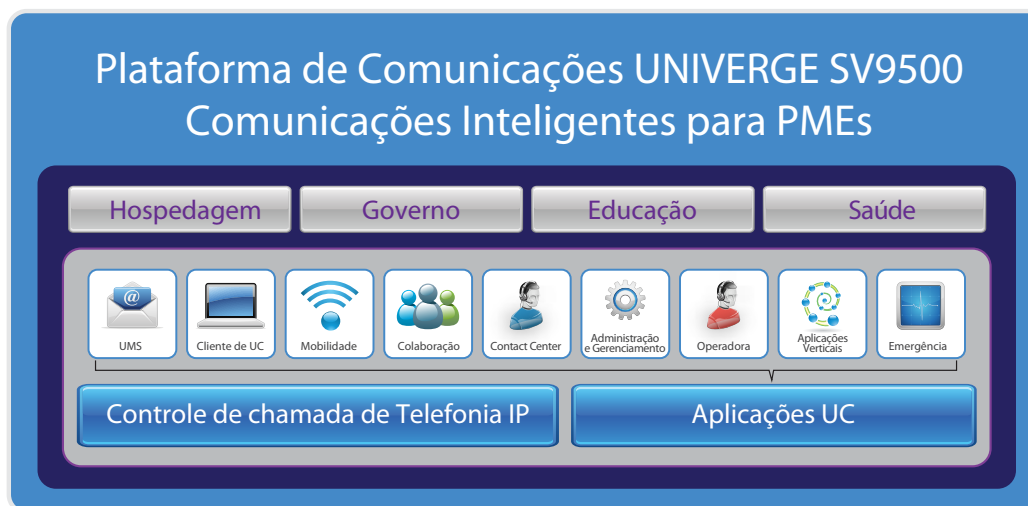 Plataforma de Comunicações UNIVERGE SV9500
Comunicações Inteligentes para PMEs
Hospedagem
Governo
Educação
Saúde
@
UMS
Cliente de UC
Mobilidade
Colaboração
Contact Center
Administração
e Gerenciamento
Operadora
Aplicações
Verticais
Emergência
Controle de chamada de Telefonia IP
Aplicações UC